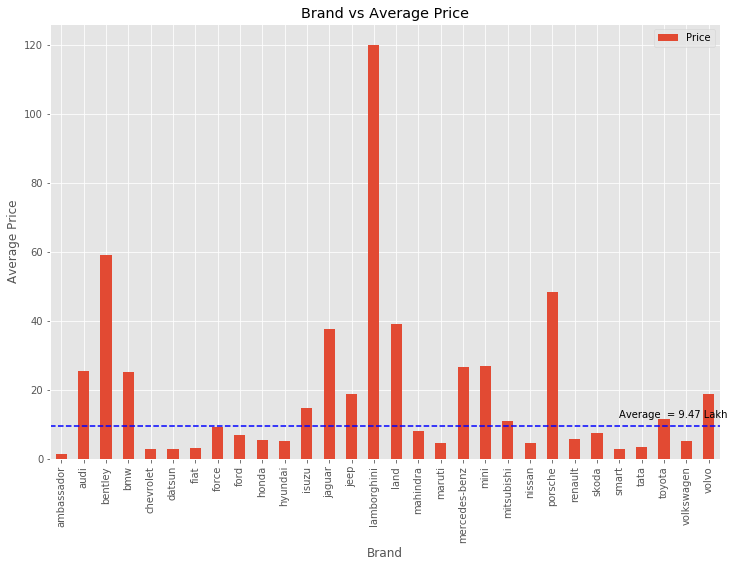 Brand vs Average Price
Price
120
100
80
60
40
20
0
Average Price
Average  = 9.47 Lakh
ambassador
audi
bentley
bmw
chevrolet
datsun
fiat
force
ford
honda
hyundai
isuzu
jaguar
jeep
lamborghini
land
mahindra
maruti
mercedes-benz
mini
mitsubishi
nissan
porsche
renault
skoda
smart
tata
toyota
volkswagen
volvo
Brand